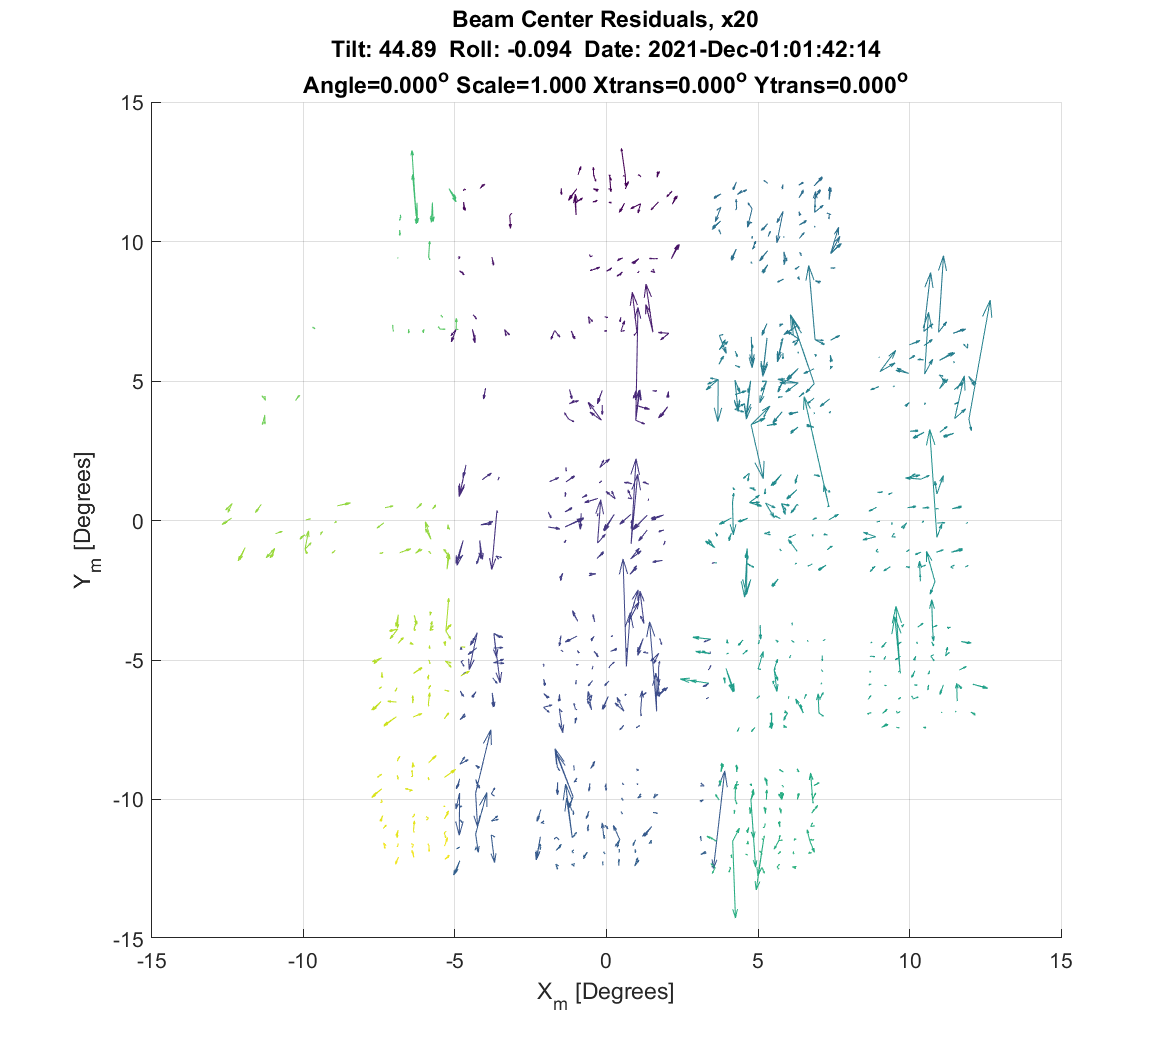 Beam Center Residuals, x20
Tilt: 44.89 Roll: -0.094 Date: 2021-Dec-01:01:42:14
Angle=0.000° Scale=1.000 Xtrans=0.000° Ytrans=0.000°
15
10
5
0
-5
-10
-15
Y_m [Degrees]
-15 -10 -5 0 5 10 15
X_m [Degrees]